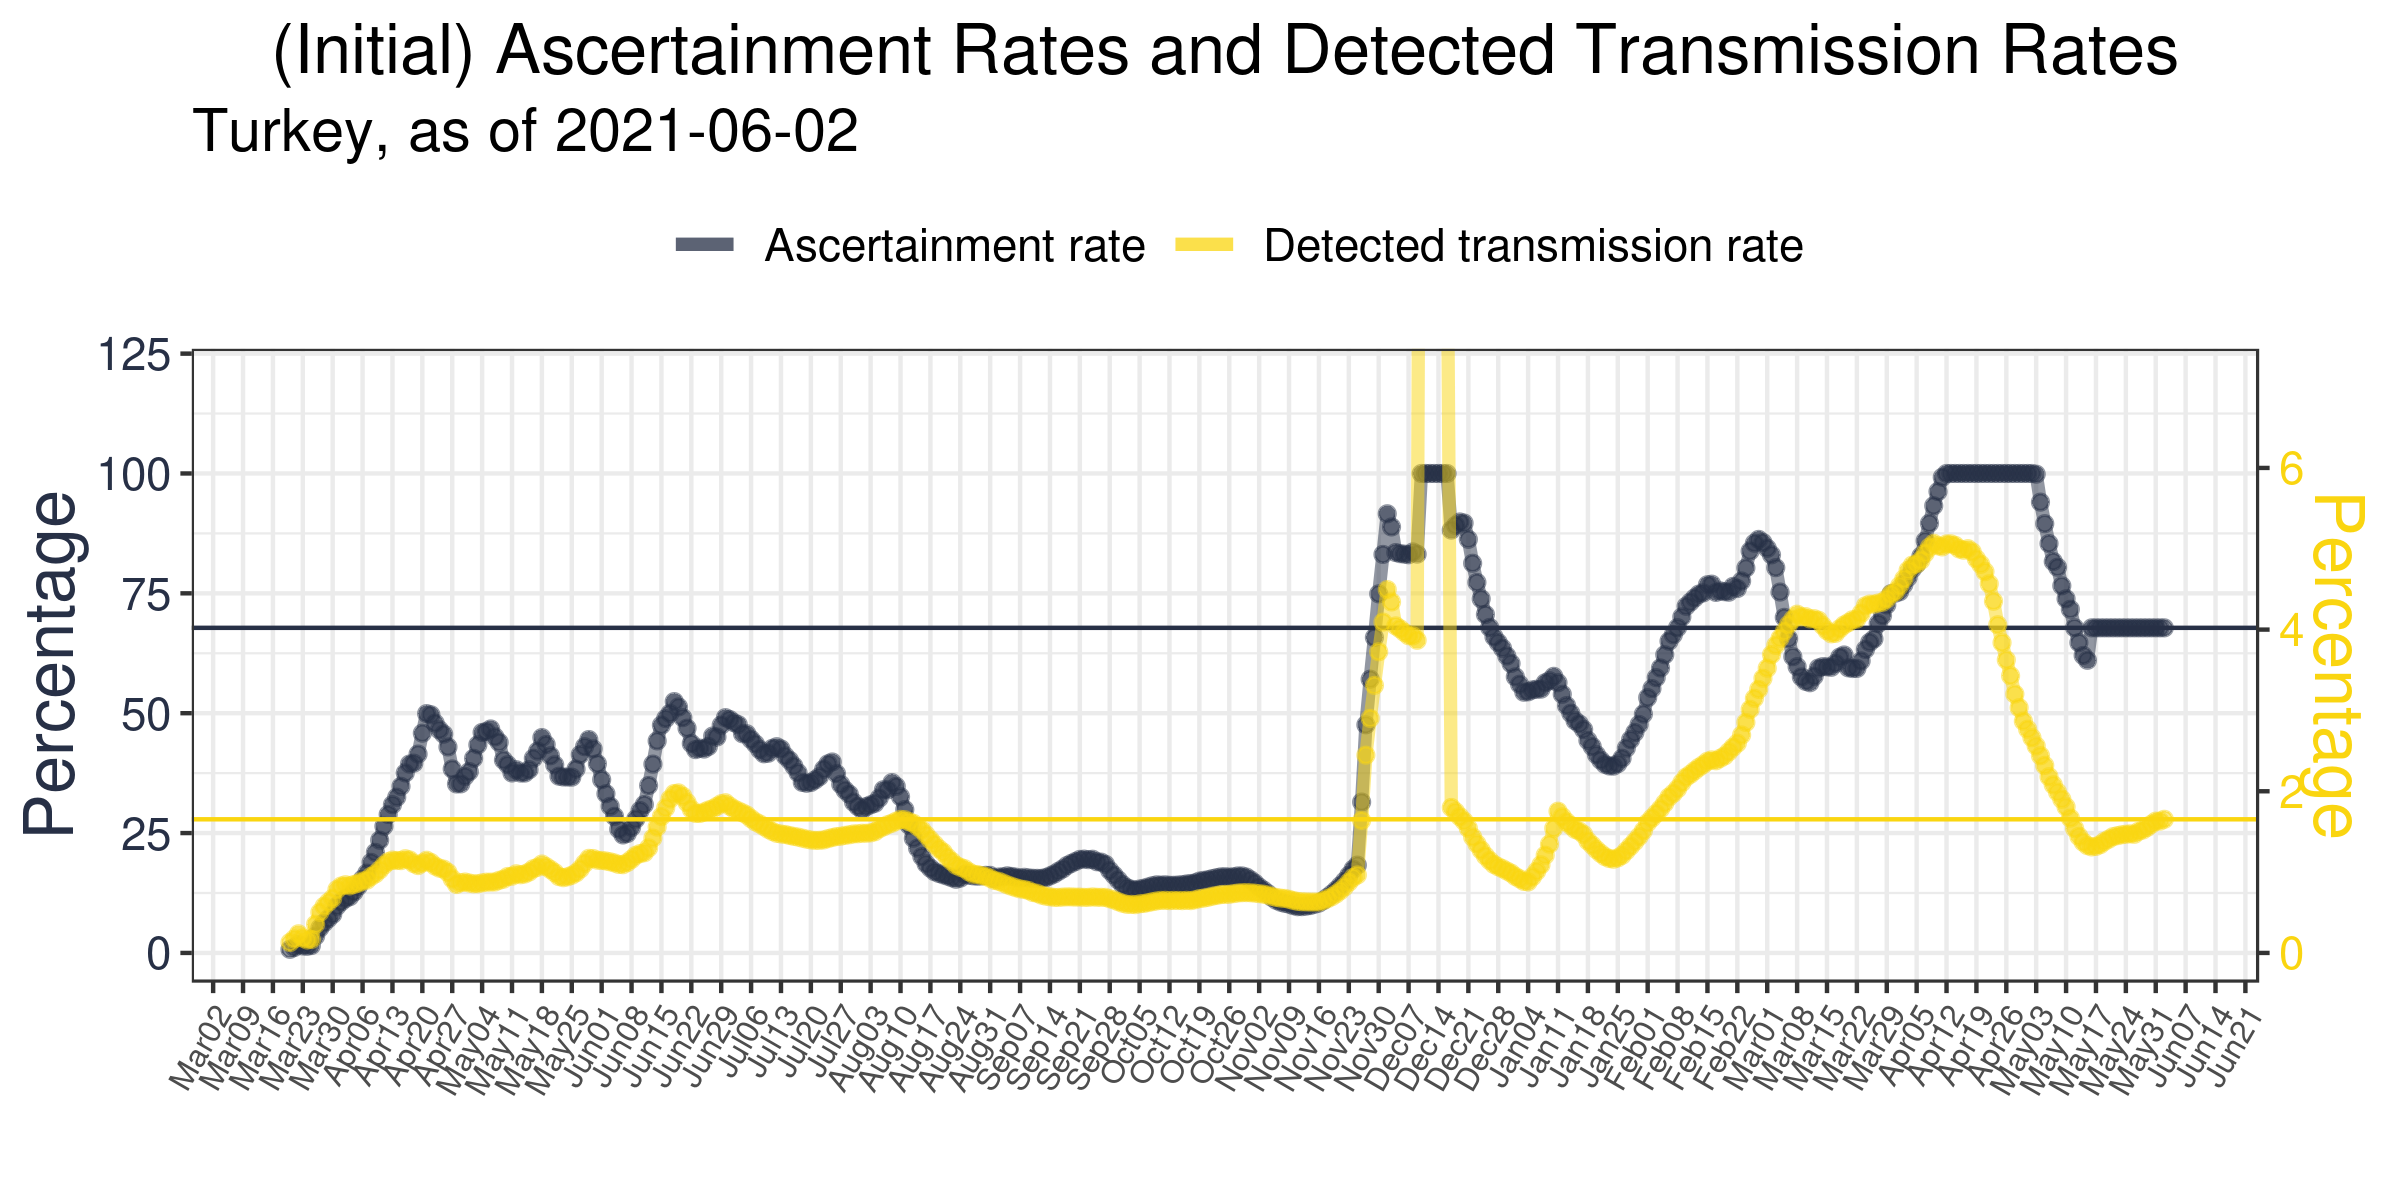 (Initial) Ascertainment Rates and Detected Transmission Rates
Turkey, as of 2021-06-02
Ascertainment rate
Detected transmission rate
Percentage
125
100
75
50
25
0
6
4
2
0
Percentage
Mar02
Mar09
Mar16
Mar23
Mar30
Apr06
Apr13
Apr20
Apr27
May04
May11
May18
May25
Jun01
Jun08
Jun15
Jun22
Jun29
Jul06
Jul13
Jul20
Jul27
Aug03
Aug10
Aug17
Aug24
Aug31
Sep07
Sep14
Sep21
Sep28
Oct05
Oct12
Oct19
Oct26
Nov02
Nov09
Nov16
Nov23
Nov30
Dec07
Dec14
Dec21
Dec28
Jan04
Jan11
Jan18
Jan25
Feb01
Feb08
Feb15
Feb22
Mar01
Mar08
Mar15
Mar22
Mar29
Apr05
Apr12
Apr19
Apr26
May03
May10
May17
May24
May31
Jun07
Jun14
Jun21